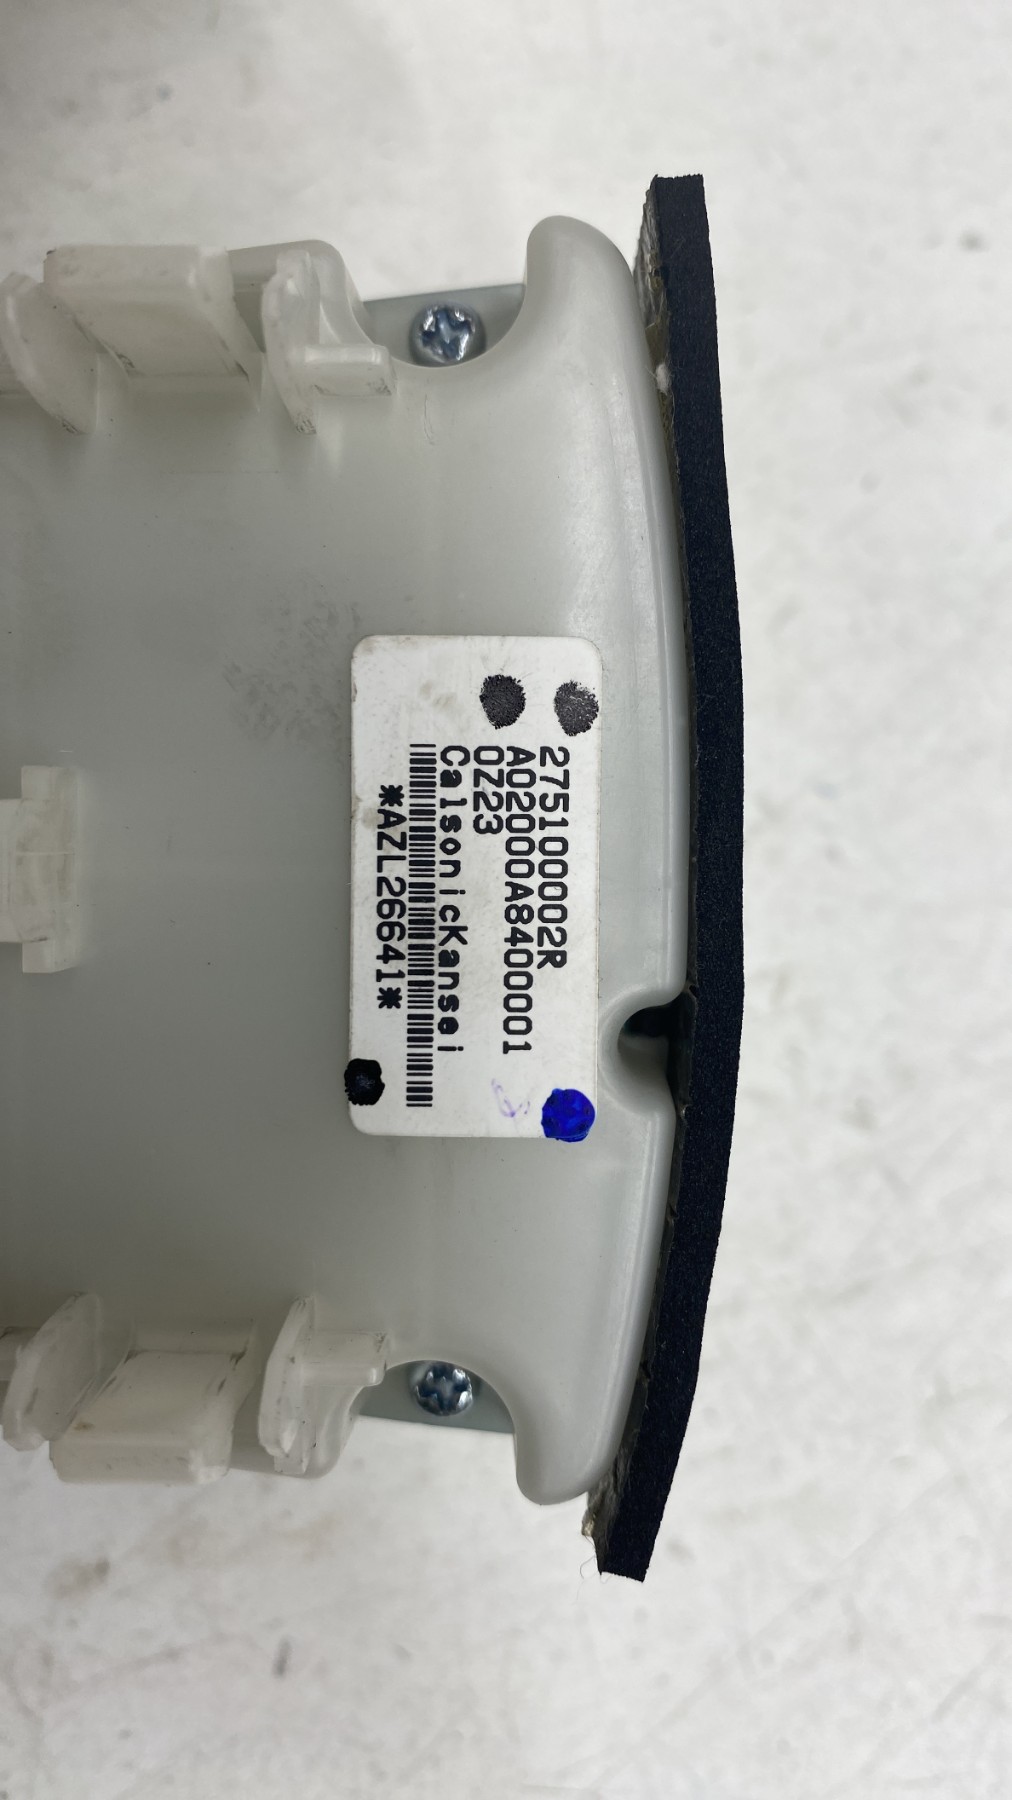 275100002R
A02000A8400001
0Z23
CalsonicKansei
*AZL26641*